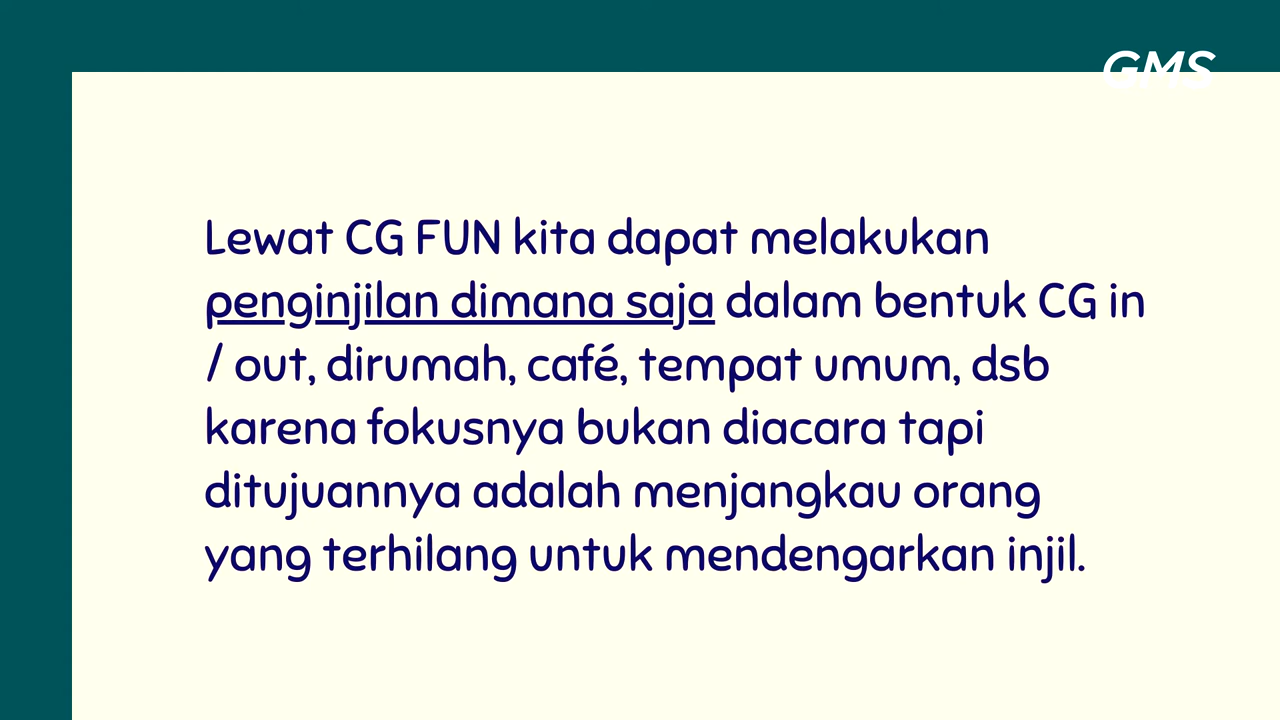 GMS
Lewat CG FUN kita dapat melakukan
penginjilan dimana saja dalam bentuk CG in
/ out, dirumah, café, tempat umum, dsb
karena fokusnya bukan diacara tapi
ditujuannya adalah menjangkau orang
yang terhilang untuk mendengarkan injil.